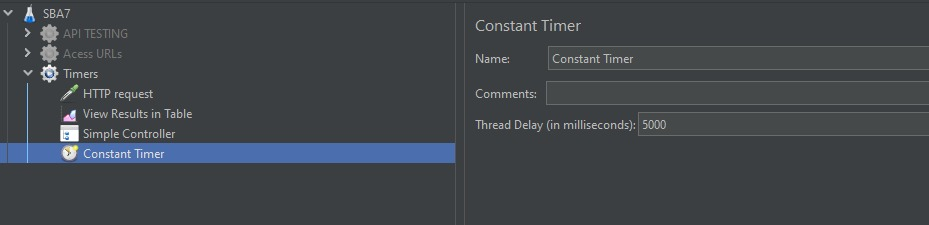 SBA7
API TESTING
Acess URLs
Timers
HTTP request
View Results in Table
Simple Controller
Constant Timer
Constant Timer
Name: Constant Timer
Comments:
Thread Delay (in milliseconds): 5000